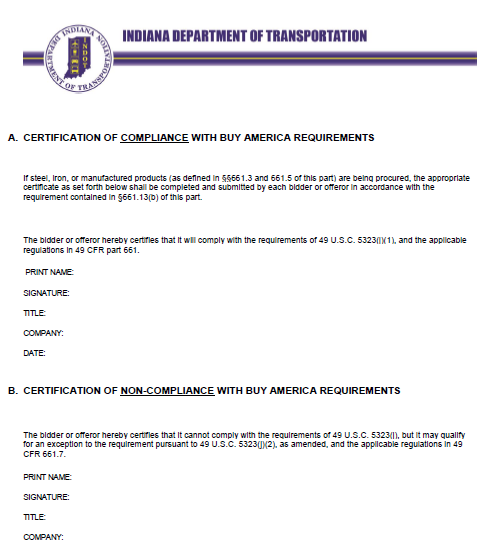 INDIANA DEPARTMENT OF TRANSPORTATION
INDIANA
DEPARTMENT OF TRANSPORTATION
INDOT
A. CERTIFICATION OF COMPLIANCE WITH BUY AMERICA REQUIREMENTS
If steel, iron, or manufactured products (as defined in §§661.3 and 661.5 of this part) are being procured, the appropriate
certificate as set forth below shall be completed and submitted by each bidder or offeror in accordance with the
requirement contained in §661.13(b) of this part.
The bidder or offeror hereby certifies that it will comply with the requirements of 49 U.S.C. 5323(j)(1), and the applicable
regulations in 49 CFR part 661.
PRINT NAME:
SIGNATURE:
TITLE:
COMPANY:
DATE:
B. CERTIFICATION OF NON-COMPLIANCE WITH BUY AMERICA REQUIREMENTS
The bidder or offeror hereby certifies that it cannot comply with the requirements of 49 U.S.C. 5323(j), but it may qualify
for an exception to the requirement pursuant to 49 U.S.C. 5323(j)(2), as amended, and the applicable regulations in 49
CFR 661.7.
PRINT NAME:
SIGNATURE:
TITLE:
COMPANY: